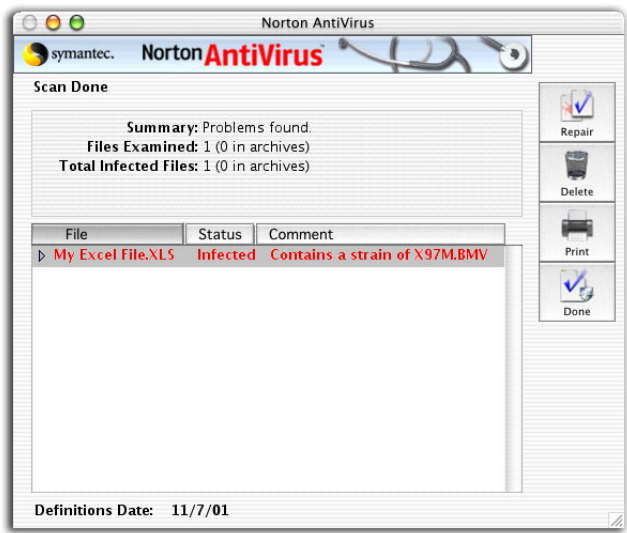 Norton AntiVirus
symantec. Norton AntiVirus
Scan Done
Summary: Problems found.
Files Examined: 1 (0 in archives)
Total Infected Files: 1 (0 in archives)
Repair
Delete
Print
Done
File Status Comment
My Excel File.XLS Infected Contains a strain of X97M.BMV
Definitions Date: 11/7/01